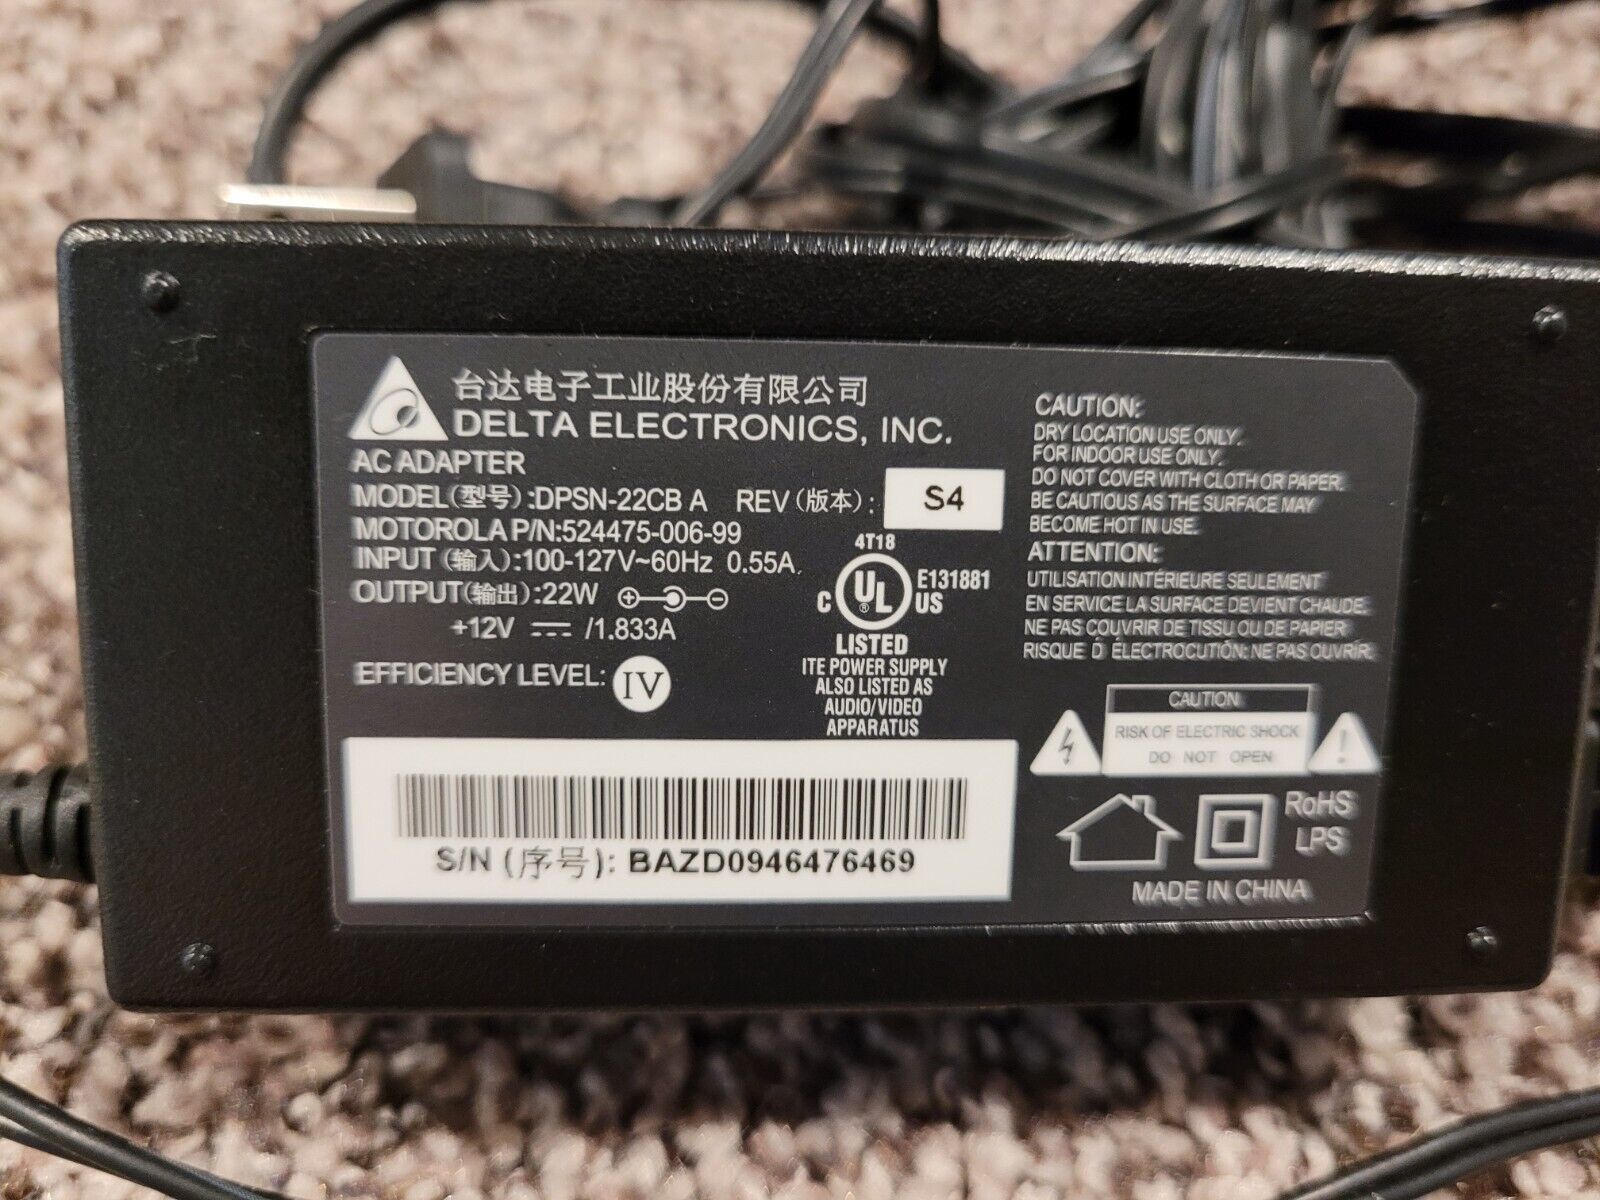 台达电子工业股份有限公司
DELTA ELECTRONICS, INC.
AC ADAPTER
MODEL(型号):DPSN-22CB A REV(版本): S4
MOTOROLA P/N:524475-006-99
INPUT (输入):100-127V~60Hz 0.55A
OUTPUT(输出):22W
+12V /1.833A
EFFICIENCY LEVEL: IV
4T18
C UL ® US E131881
LISTED
ITE POWER SUPPLY
ALSO LISTED AS
AUDIO/VIDEO
APPARATUS
S/N (序号): BAZD0946476469
CAUTION:
DRY LOCATION USE ONLY.
FOR INDOOR USE ONLY.
DO NOT COVER WITH CLOTH OR PAPER.
BE CAUTIOUS AS THE SURFACE MAY
BECOME HOT IN USE.
ATTENTION:
UTILISATION INTÉRIEURE SEULEMENT
EN SERVICE LA SURFACE DEVIENT CHAUDE.
NE PAS COUVRIR DE TISSU OU DE PAPIER
RISQUE D ÉLECTROCUTION: NE PAS OUVRIR.
CAUTION
RISK OF ELECTRIC SHOCK
DO NOT OPEN
RoHS
LPS
MADE IN CHINA